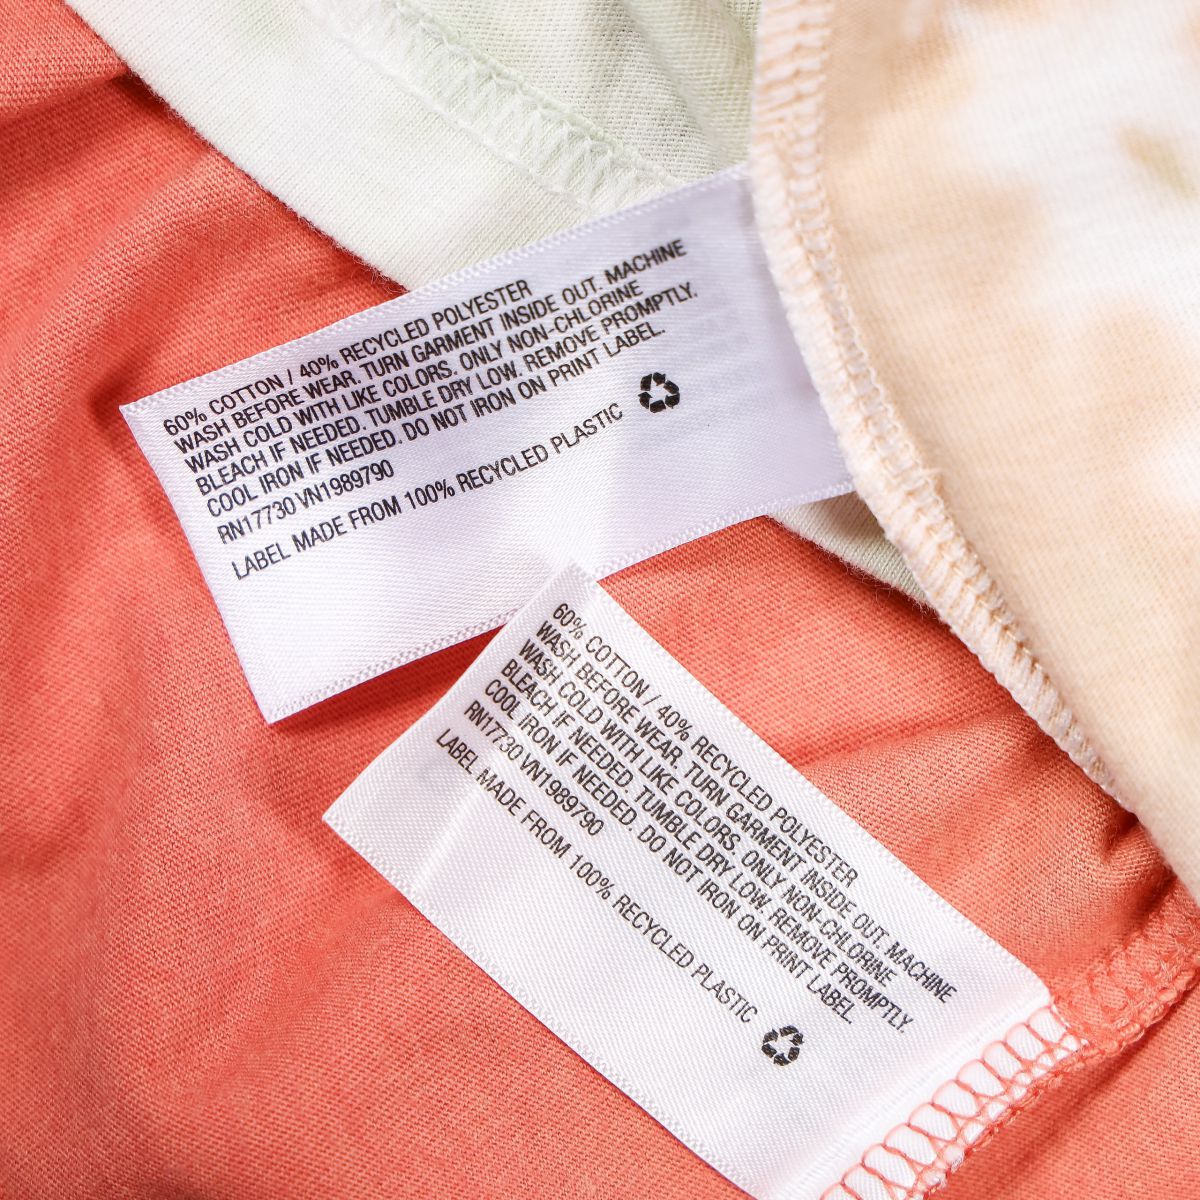 60% COTTON / 40% RECYCLED POLYESTER
WASH BEFORE WEAR. TURN GARMENT INSIDE OUT. MACHINE
WASH COLD WITH LIKE COLORS. ONLY NON-CHLORINE
BLEACH IF NEEDED. TUMBLE DRY LOW. REMOVE PROMPTLY.
COOL IRON IF NEEDED. DO NOT IRON ON PRINT LABEL.
RN17730 VN1989790
LABEL MADE FROM 100% RECYCLED PLASTIC
60% COTTON / 40% RECYCLED POLYESTER
WASH BEFORE WEAR. TURN GARMENT INSIDE OUT. MACHINE
WASH COLD WITH LIKE COLORS. ONLY NON-CHLORINE
BLEACH IF NEEDED. TUMBLE DRY LOW. REMOVE PROMPTLY.
COOL IRON IF NEEDED. DO NOT IRON ON PRINT LABEL.
RN17730 VN1989790
LABEL MADE FROM 100% RECYCLED PLASTIC